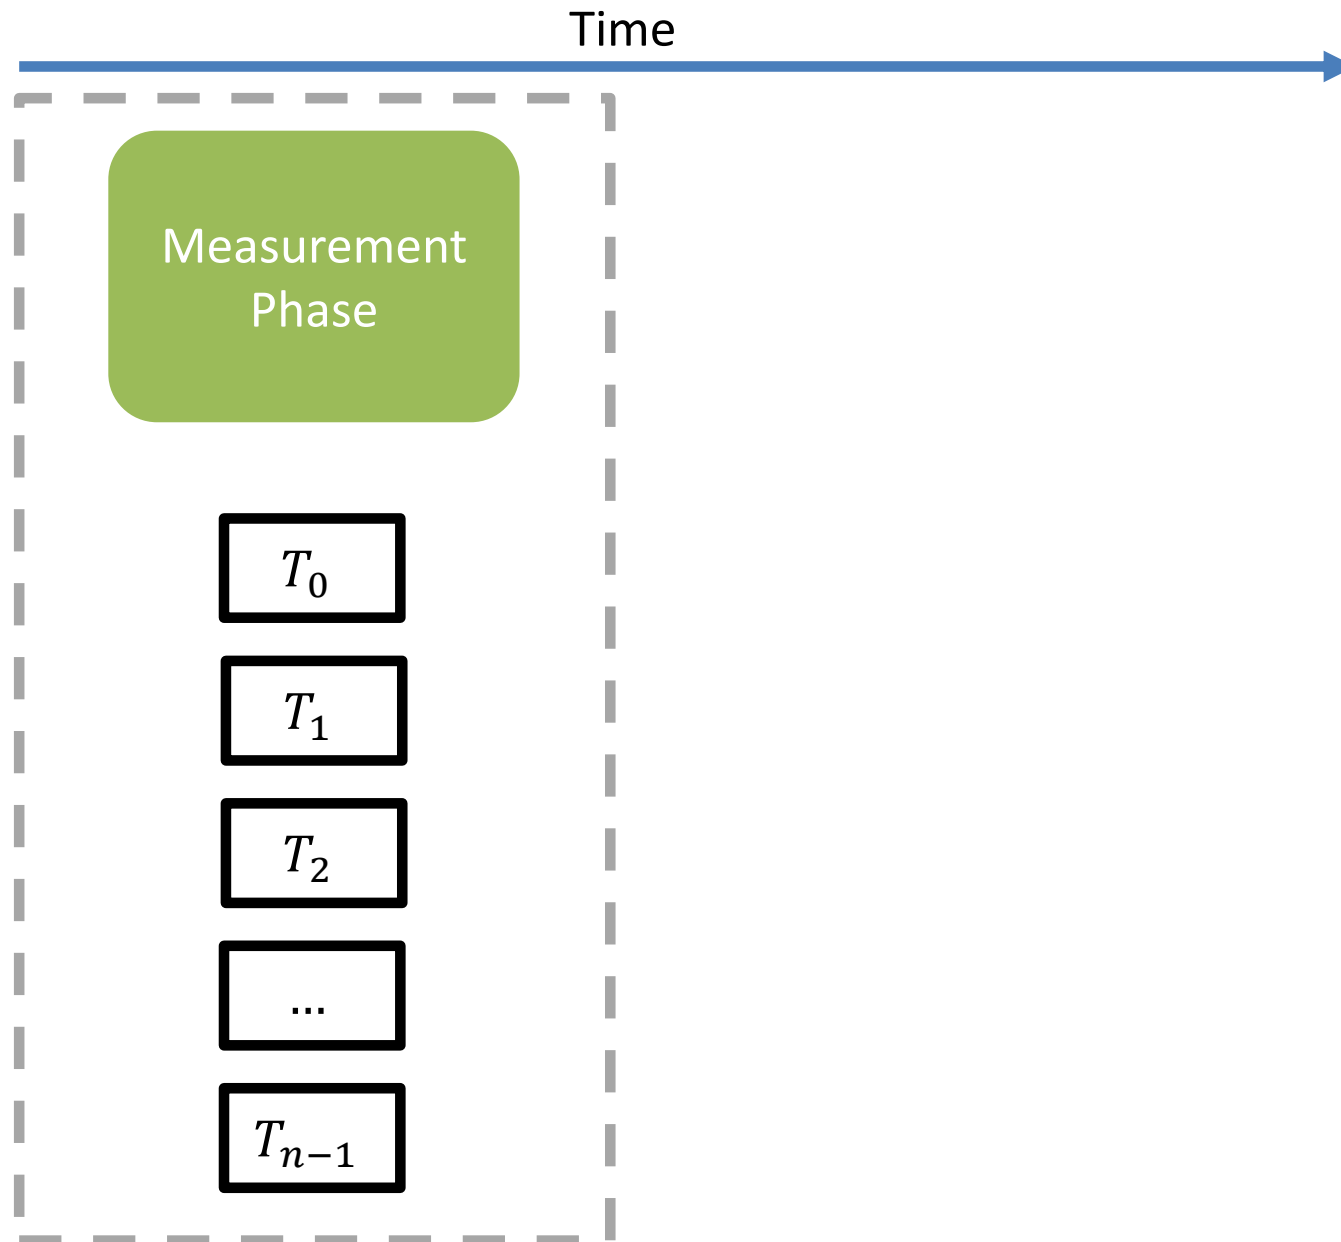 Time
Measurement
Phase
T₀
T₁
T₂
...
Tₙ₋₁